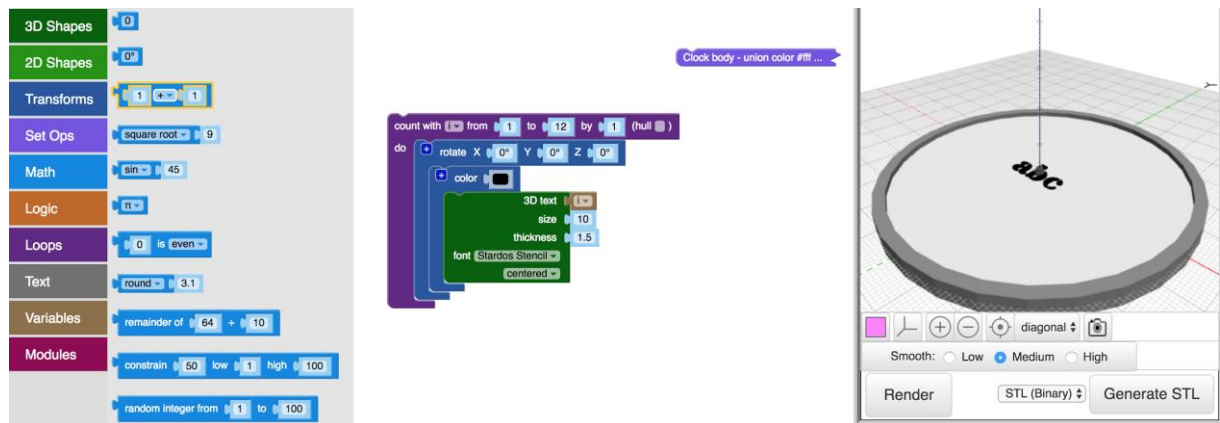 3D Shapes
2D Shapes
Transforms
Set Ops
Math
Logic
Loops
Text
Variables
Modules
0
0°
1 + 1
square root 9
sin 45
π
0 is even
round 3.1
remainder of 64 ÷ 10
constrain 50 low 1 high 100
random integer from 1 to 100
Clock body - union color #fff ...
count with i from 1 to 12 by 1 (hull )
do
rotate X 0° Y 0° Z 0°
color
3D text i
size 10
thickness 1.5
font Stardos Stencil
centered
abc
Y
diagonal
Smooth: Low Medium High
Render STL (Binary) Generate STL